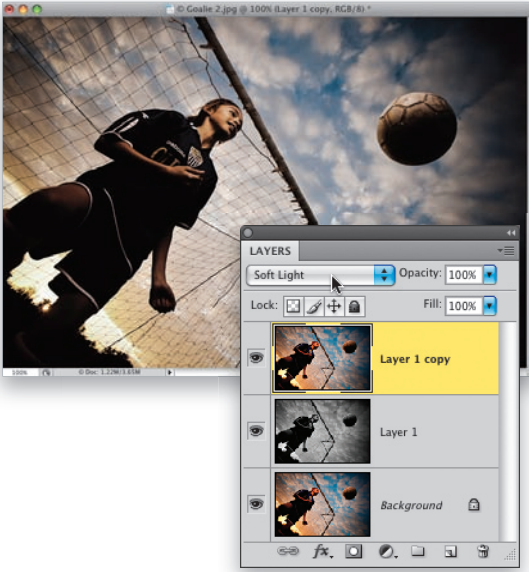 © Goalie 2.jpg @ 100% (Layer 1 copy, RGB/8) *
100%
Doc: 1.22M/3.65M
LAYERS
Soft Light
Opacity: 100%
Lock:
Fill: 100%
Layer 1 copy
Layer 1
Background
fx.